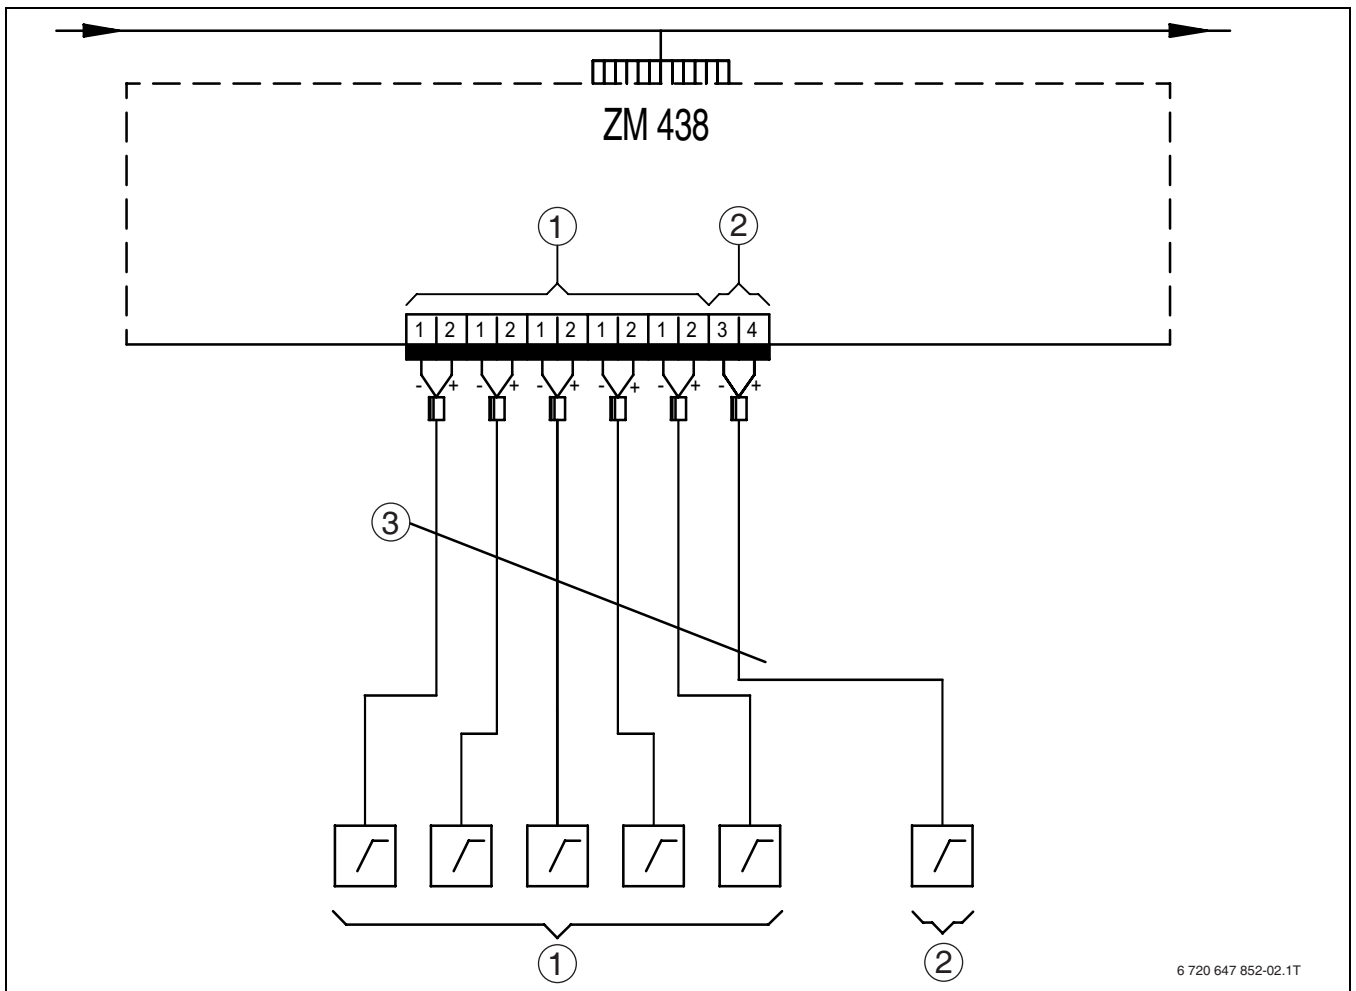 ZM 438
① ②
1 2 1 2 1 2 1 2 1 2 3 4
- + - + - + - + - + - +
③
① ②
6 720 647 852-02.1T